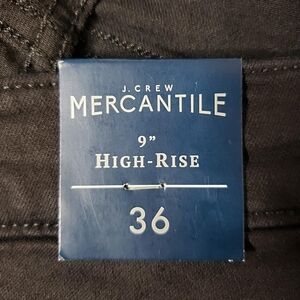 J.CREW
MERCANTILE
9"
HIGH-RISE
36